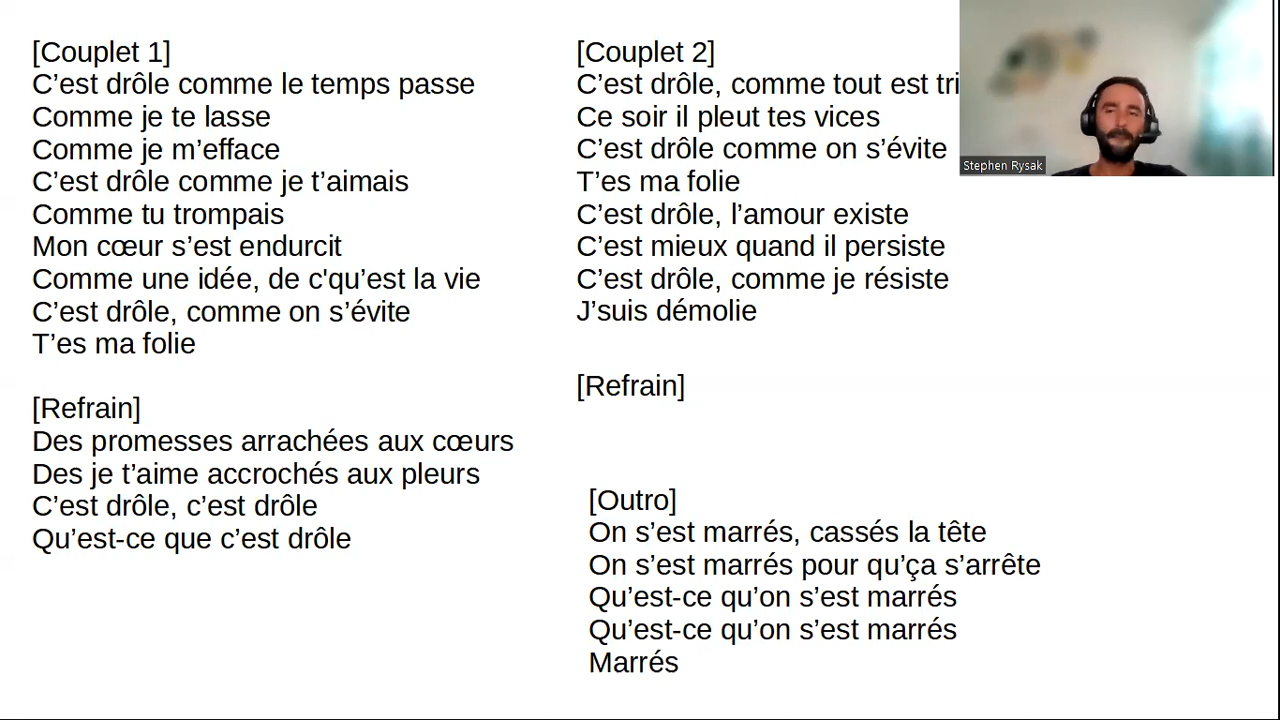 [Couplet 1]
C’est drôle comme le temps passe
Comme je te lasse
Comme je m’efface
C’est drôle comme je t’aimais
Comme tu trompais
Mon cœur s’est endurcit
Comme une idée, de c'qu’est la vie
C’est drôle, comme on s’évite
T’es ma folie
[Refrain]
Des promesses arrachées aux cœurs
Des je t’aime accrochés aux pleurs
C’est drôle, c’est drôle
Qu’est-ce que c’est drôle
[Couplet 2]
C’est drôle, comme tout est tri
Ce soir il pleut tes vices
C’est drôle comme on s’évite
T’es ma folie
C’est drôle, l’amour existe
C’est mieux quand il persiste
C’est drôle, comme je résiste
J’suis démolie
[Refrain]
[Outro]
On s’est marrés, cassés la tête
On s’est marrés pour qu’ça s’arrête
Qu’est-ce qu’on s’est marrés
Qu’est-ce qu’on s’est marrés
Marrés
Stephen Rysak